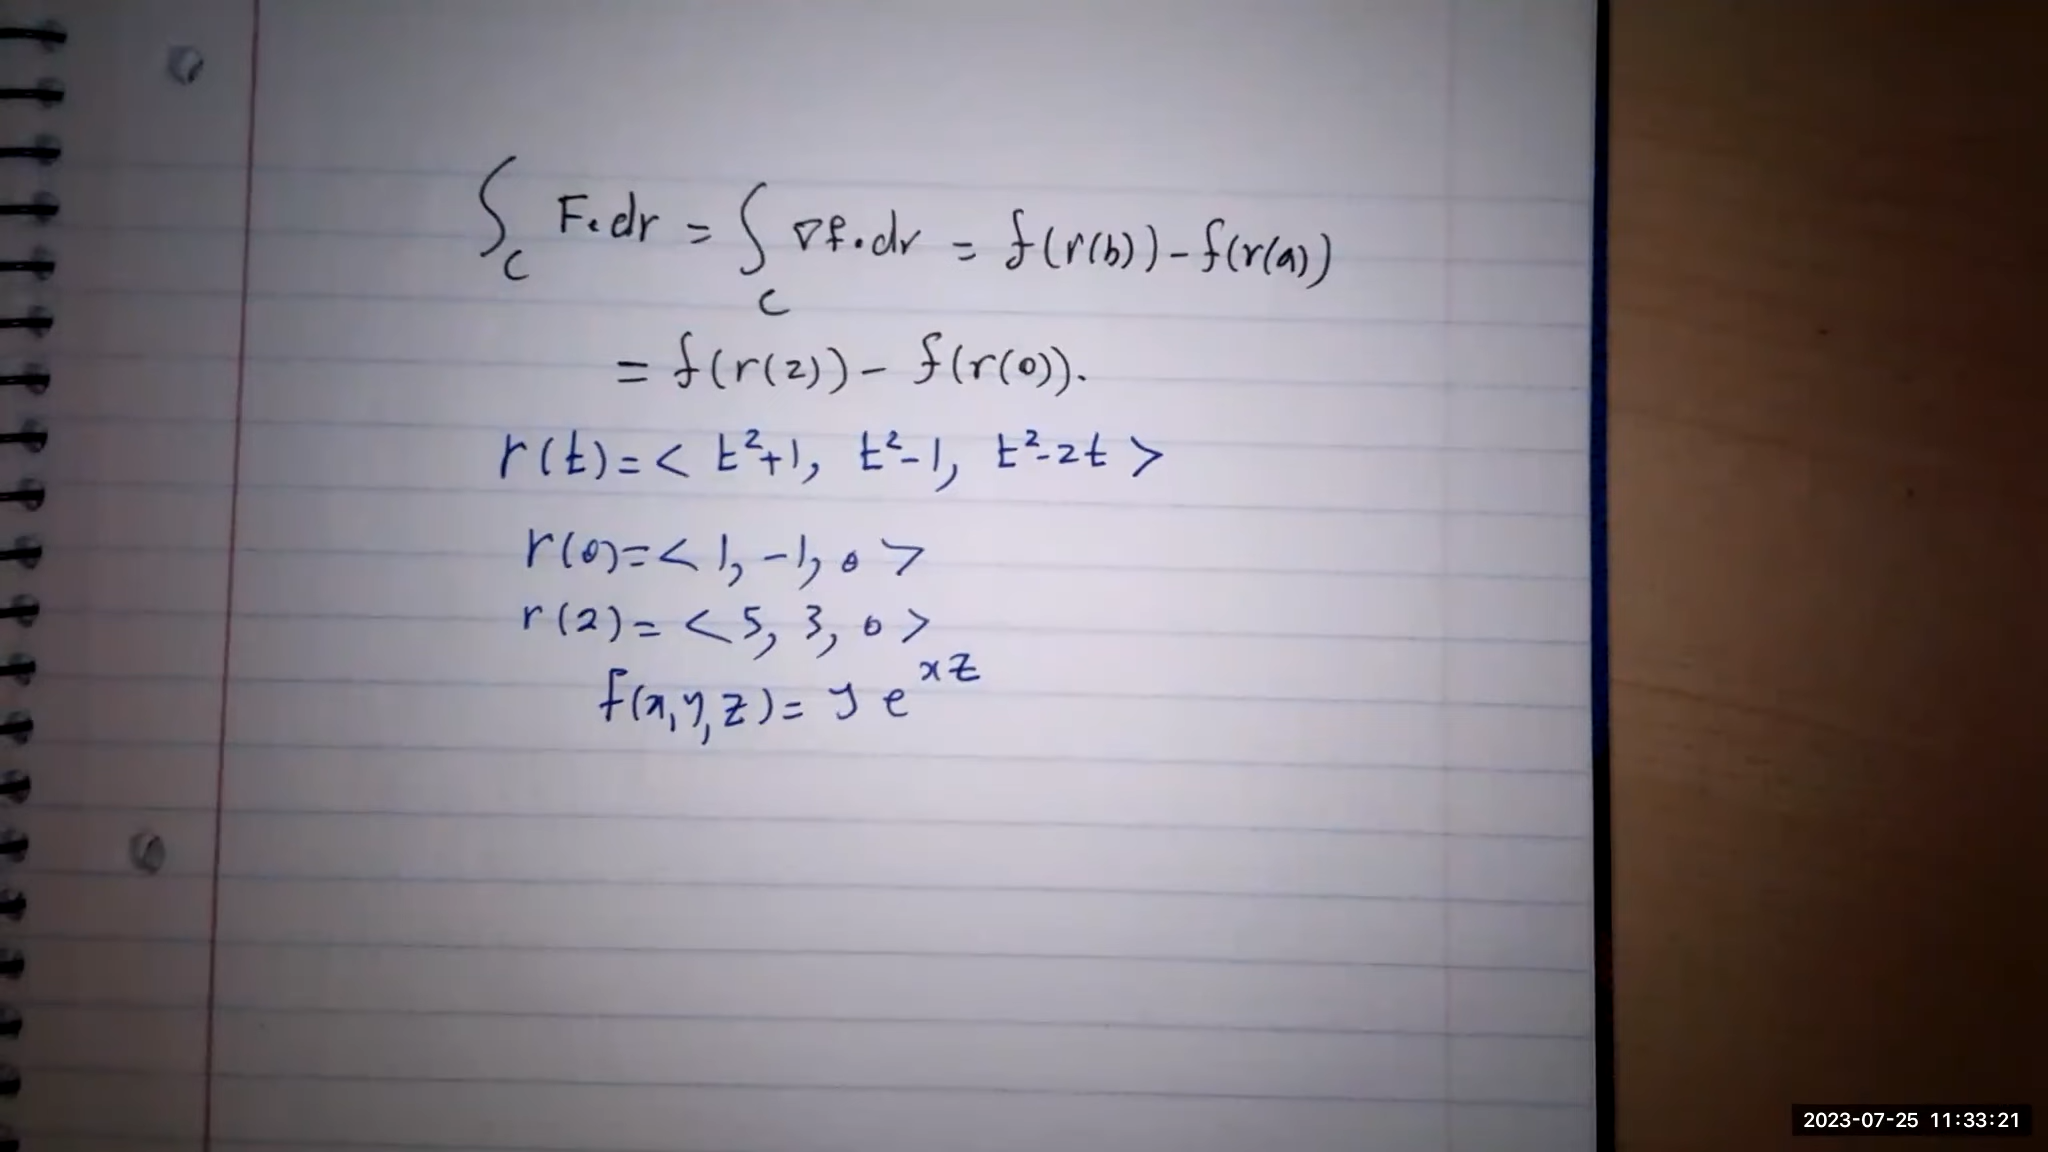 ∫_C F·dr = ∫_C ∇f·dr = f(r(b)) - f(r(a))
= f(r(2)) - f(r(0)).
r(t) = < t²+1, t²-1, t²-2t >
r(0) = < 1, -1, 0 >
r(2) = < 5, 3, 0 >
f(x, y, z) = y e^{xz}
2023-07-25 11:33:21